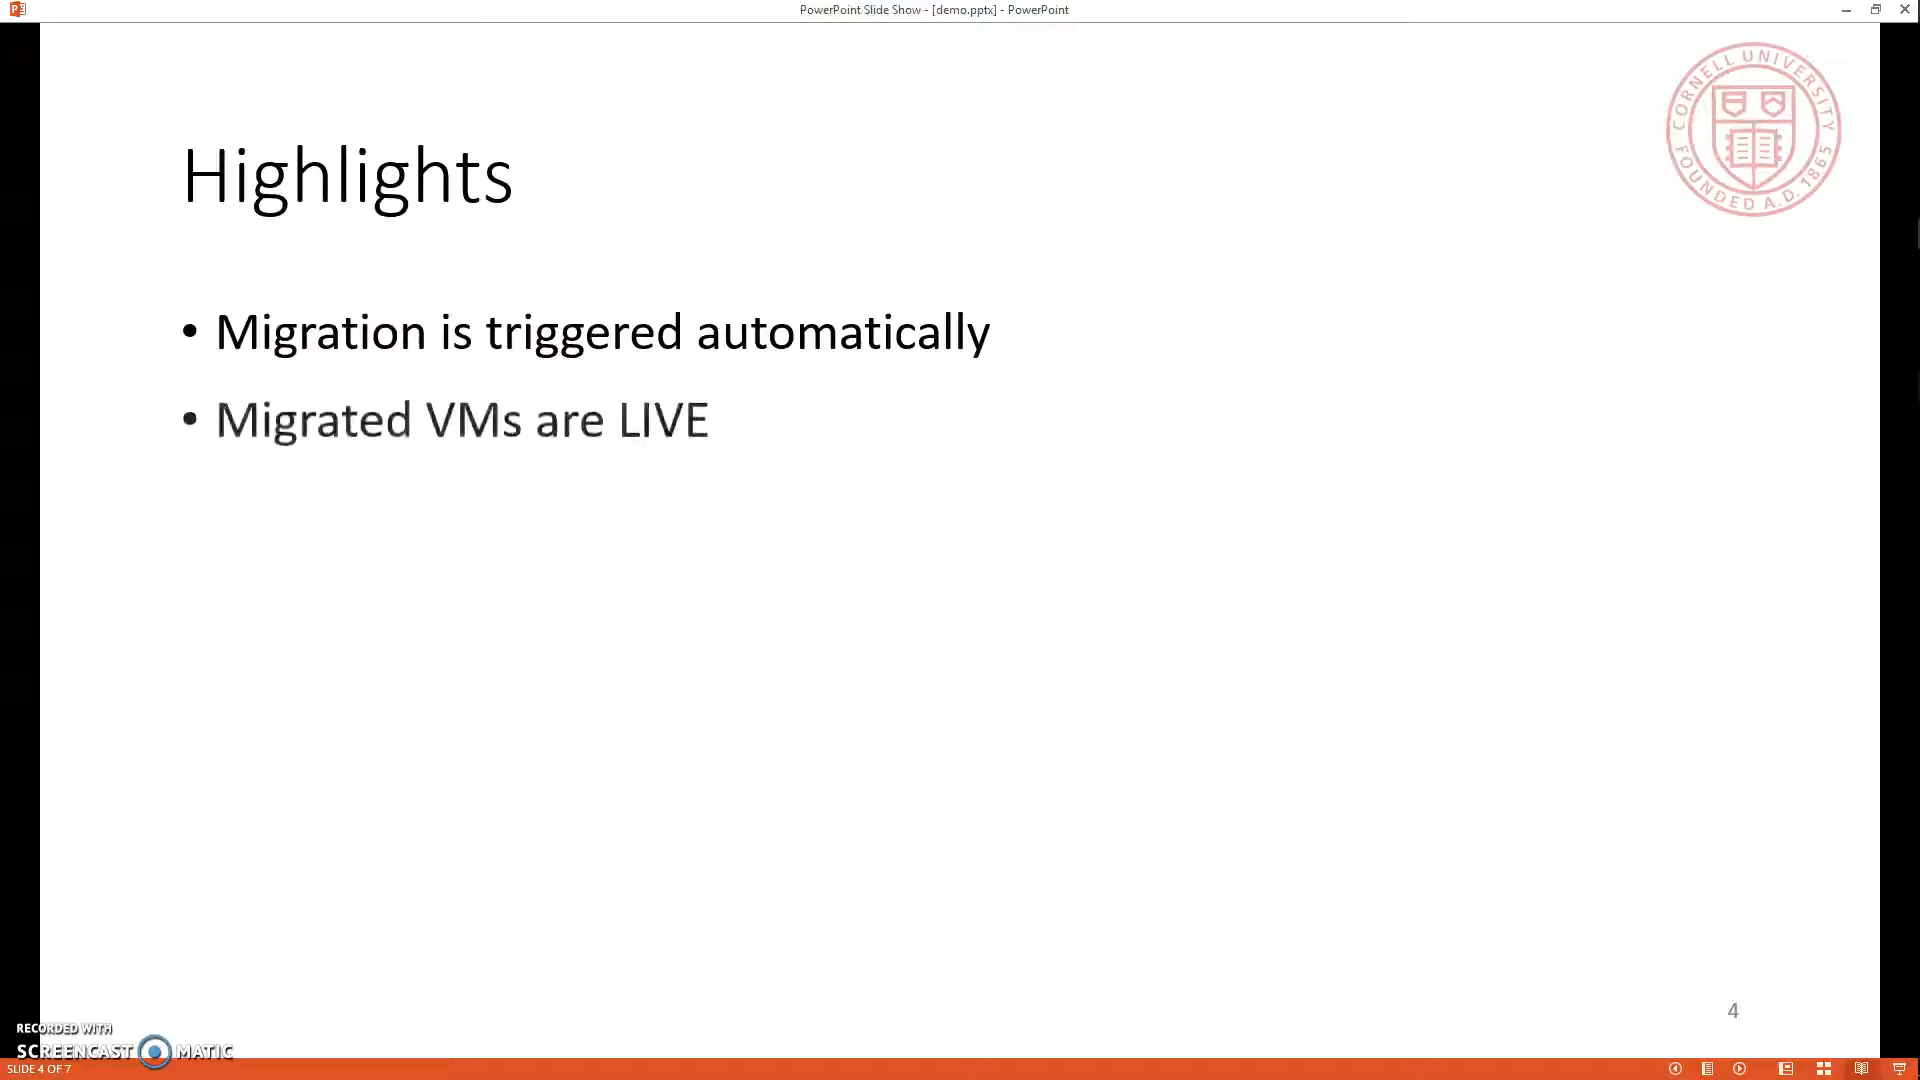 PowerPoint Slide Show - [demo.pptx] - PowerPoint
CORNELL UNIVERSITY
FOUNDED A.D. 1865
Highlights
• Migration is triggered automatically
• Migrated VMs are LIVE
4
RECORDED WITH
SCREENCAST MATIC
SLIDE 4 OF 7